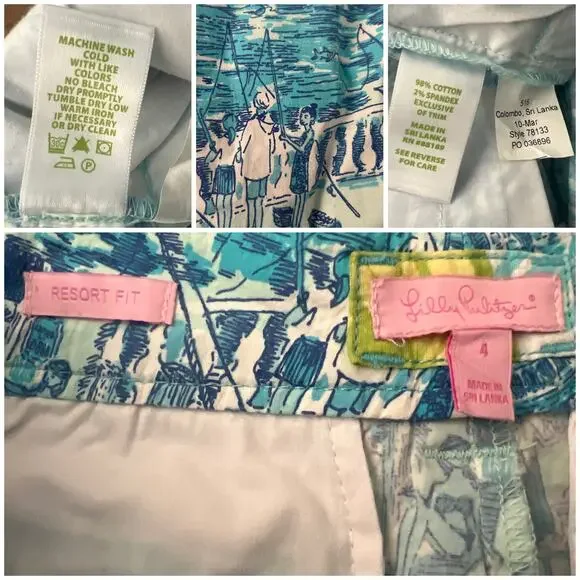 MACHINE WASH
COLD
WITH LIKE
COLORS
NO BLEACH
DRY PROMPTLY
TUMBLE DRY LOW
WARM IRON
IF NECESSARY
OR DRY CLEAN
P
98% COTTON
2% SPANDEX
EXCLUSIVE
OF TRIM
MADE IN
SRI LANKA
RN #89189
SEE REVERSE
FOR CARE
Colombo, Sri Lanka
10-Mar
Style 78133
PO 036896
RESORT FIT
Lilly Pulitzer®
4
MADE IN
SRI LANKA